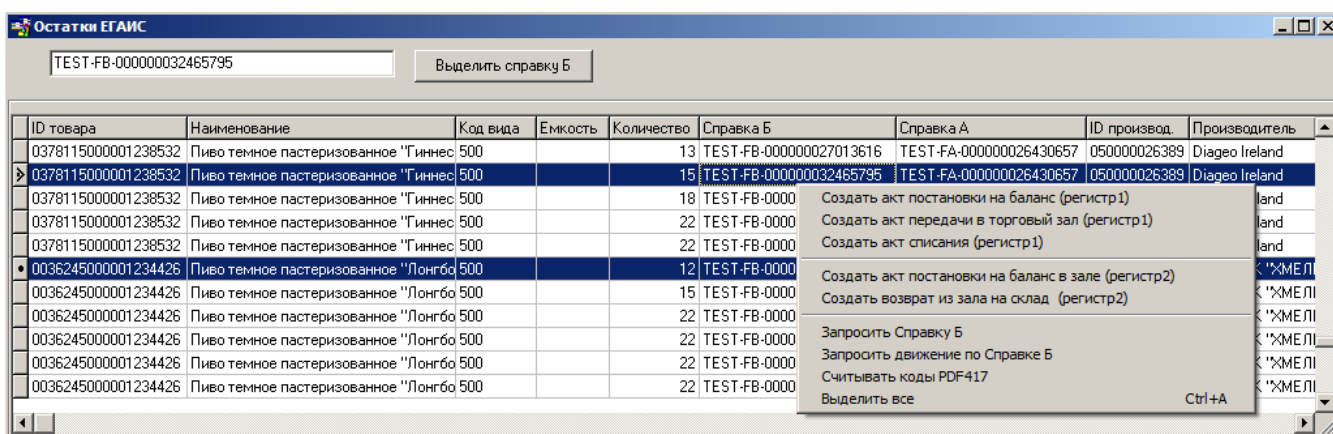 Остатки ЕГАИС
TEST-FB-000000032465795 Выделить справку Б
ID товара Наименование Код вида Емкость Количество Справка Б Справка А ID производ. Производитель
0378115000001238532 Пиво темное пастеризованное "Гиннес 500 13 TEST-FB-000000027013616 TEST-FA-000000026430657 050000026389 Diageo Ireland
0378115000001238532 Пиво темное пастеризованное "Гиннес 500 15 TEST-FB-000000032465795 TEST-FA-000000026430657 050000026389 Diageo Ireland
0378115000001238532 Пиво темное пастеризованное "Гиннес 500 18 TEST-FB-0000 land
0378115000001238532 Пиво темное пастеризованное "Гиннес 500 22 TEST-FB-0000 land
0378115000001238532 Пиво темное пастеризованное "Гиннес 500 22 TEST-FB-0000 land
0036245000001234426 Пиво темное пастеризованное "Лонгбо 500 12 TEST-FB-0000 "ХМЕЛ
0036245000001234426 Пиво темное пастеризованное "Лонгбо 500 15 TEST-FB-0000 "ХМЕЛ
0036245000001234426 Пиво темное пастеризованное "Лонгбо 500 22 TEST-FB-0000 "ХМЕЛ
0036245000001234426 Пиво темное пастеризованное "Лонгбо 500 22 TEST-FB-0000 "ХМЕЛ
0036245000001234426 Пиво темное пастеризованное "Лонгбо 500 22 TEST-FB-0000 "ХМЕЛ
0036245000001234426 Пиво темное пастеризованное "Лонгбо 500 22 TEST-FB-0000 "ХМЕЛ
Создать акт постановки на баланс (регистр1)
Создать акт передачи в торговый зал (регистр1)
Создать акт списания (регистр1)
Создать акт постановки на баланс в зале (регистр2)
Создать возврат из зала на склад (регистр2)
Запросить Справку Б
Запросить движение по Справке Б
Считывать коды PDF417
Выделить все Ctrl+A